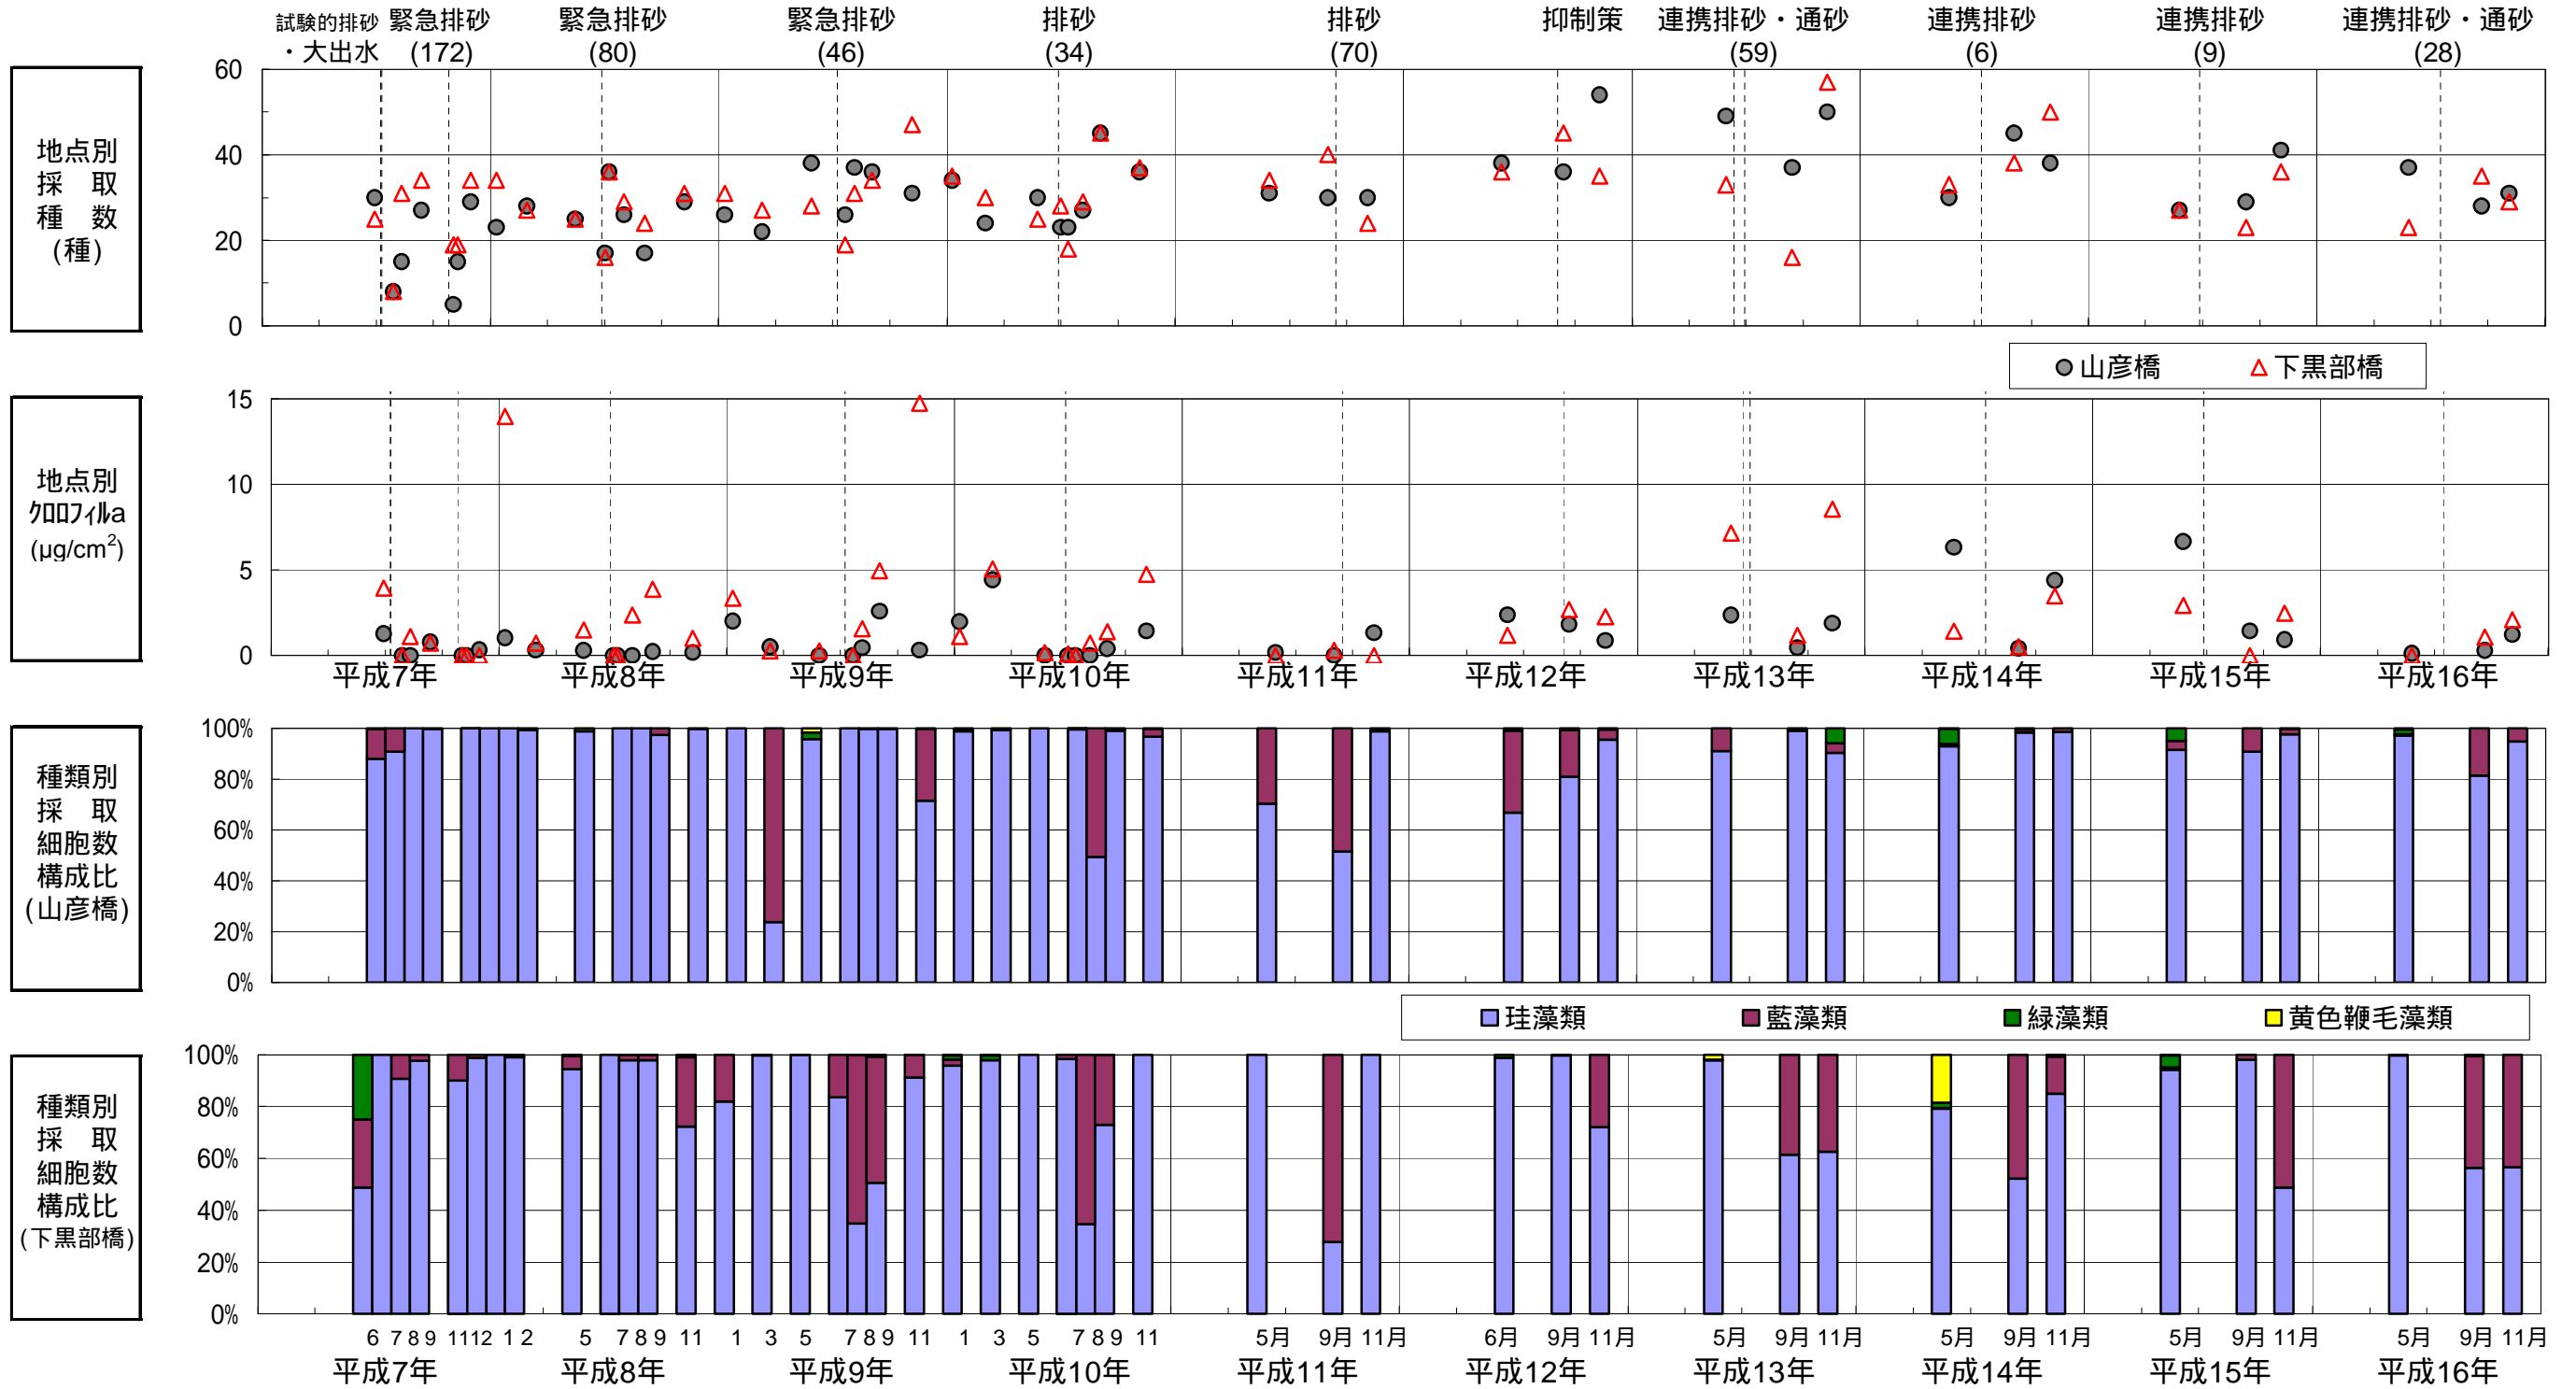 試験的排砂
・大出水
緊急排砂
(172)
緊急排砂
(80)
緊急排砂
(46)
排砂
(34)
排砂
(70)
抑制策
連携排砂・通砂
(59)
連携排砂
(6)
連携排砂
(9)
連携排砂・通砂
(28)
地点別
採　取
種　数
(種)
60
40
20
0
山彦橋　下黒部橋
地点別
ｸﾛﾛﾌｨﾙa
(μg/cm2)
15
10
5
0
平成7年　平成8年　平成9年　平成10年　平成11年　平成12年　平成13年　平成14年　平成15年　平成16年
種類別
採　取
細胞数
構成比
(山彦橋)
100%
80%
60%
40%
20%
0%
珪藻類　藍藻類　緑藻類　黄色鞭毛藻類
種類別
採　取
細胞数
構成比
(下黒部橋)
100%
80%
60%
40%
20%
0%
6 7 8 9 11 12 1 2 5 7 8 9 11 1 3 5 7 8 9 11 1 3 5 7 8 9 11 5月 9月 11月 6月 9月 11月 5月 9月 11月 5月 9月 11月 5月 9月 11月 5月 9月 11月
平成7年　平成8年　平成9年　平成10年　平成11年　平成12年　平成13年　平成14年　平成15年　平成16年